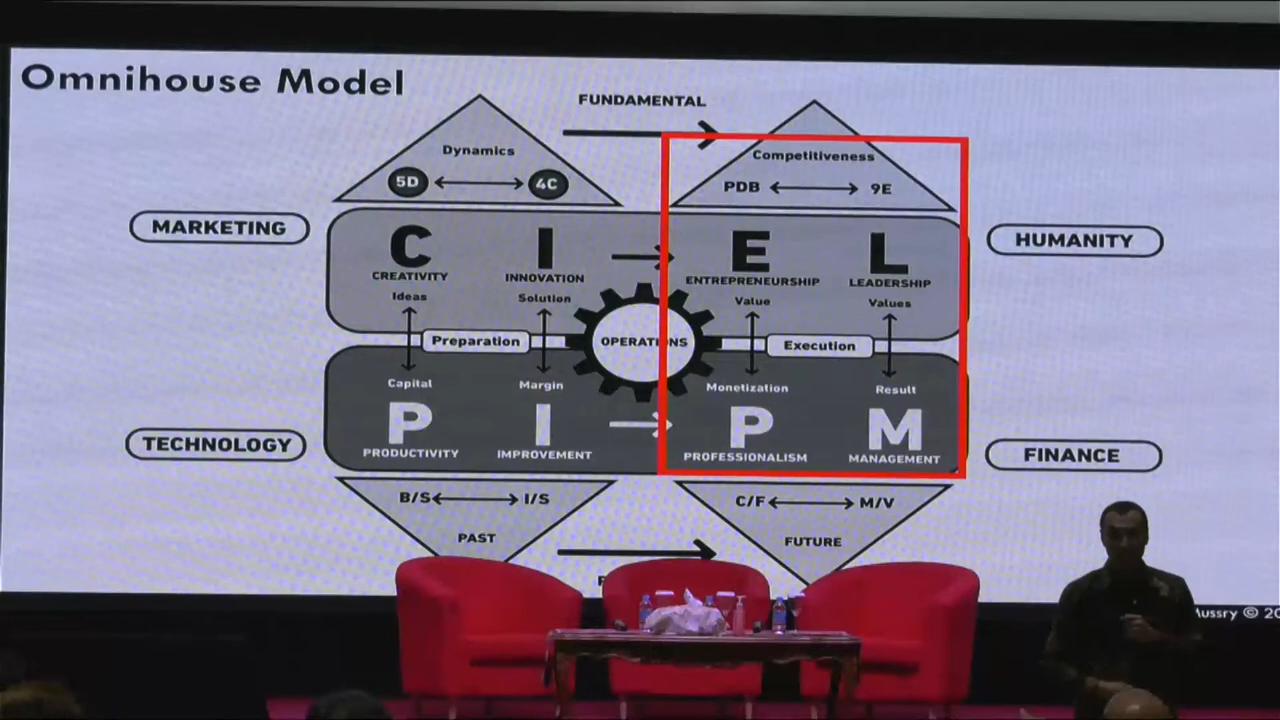 Omnihouse Model
FUNDAMENTAL
Dynamics
5D
4C
Competitiveness
PDB
9E
MARKETING
HUMANITY
C
CREATIVITY
Ideas
I
INNOVATION
Solution
E
ENTREPRENEURSHIP
Value
L
LEADERSHIP
Values
Preparation
OPERATIONS
Execution
Capital
P
PRODUCTIVITY
Margin
I
IMPROVEMENT
Monetization
P
PROFESSIONALISM
Result
M
MANAGEMENT
TECHNOLOGY
FINANCE
B/S
I/S
PAST
C/F
M/V
FUTURE